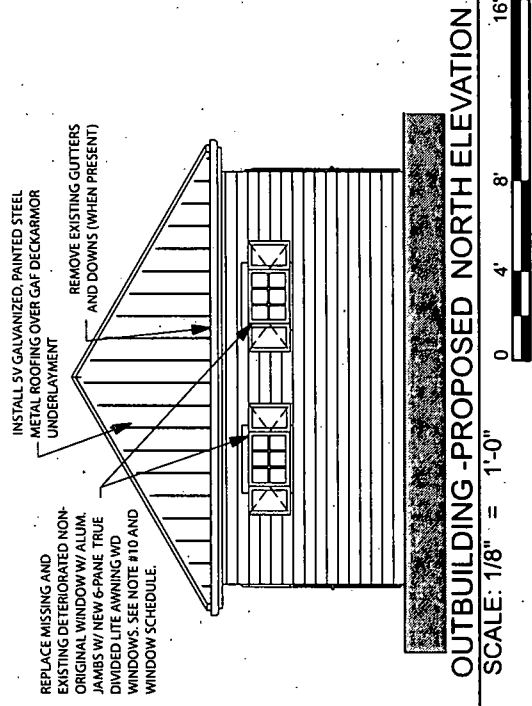 INSTALL 5V GALVANIZED, PAINTED STEEL
METAL ROOFING OVER GAF DECKARMOR
UNDERLAYMENT
REMOVE EXISTING GUTTERS
AND DOWNS (WHEN PRESENT)
REPLACE MISSING AND
EXISTING DETERIORATED NON-
ORIGINAL WINDOW W/ ALUM.
JAMBS W/ NEW 6-PANE TRUE
DIVIDED LITE AWNING WD
WINDOWS. SEE NOTE #10 AND
WINDOW SCHEDULE.
OUTBUILDING -PROPOSED NORTH ELEVATION
SCALE: 1/8" = 1'-0"
0 4' 8' 16'